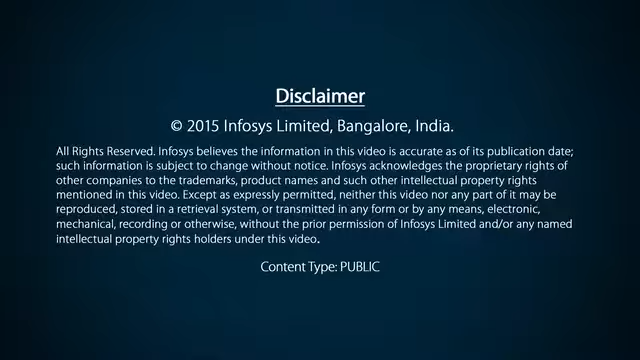 Disclaimer
© 2015 Infosys Limited, Bangalore, India.
All Rights Reserved. Infosys believes the information in this video is accurate as of its publication date;
such information is subject to change without notice. Infosys acknowledges the proprietary rights of
other companies to the trademarks, product names and such other intellectual property rights
mentioned in this video. Except as expressly permitted, neither this video nor any part of it may be
reproduced, stored in a retrieval system, or transmitted in any form or by any means, electronic,
mechanical, recording or otherwise, without the prior permission of Infosys Limited and/or any named
intellectual property rights holders under this video.
Content Type: PUBLIC